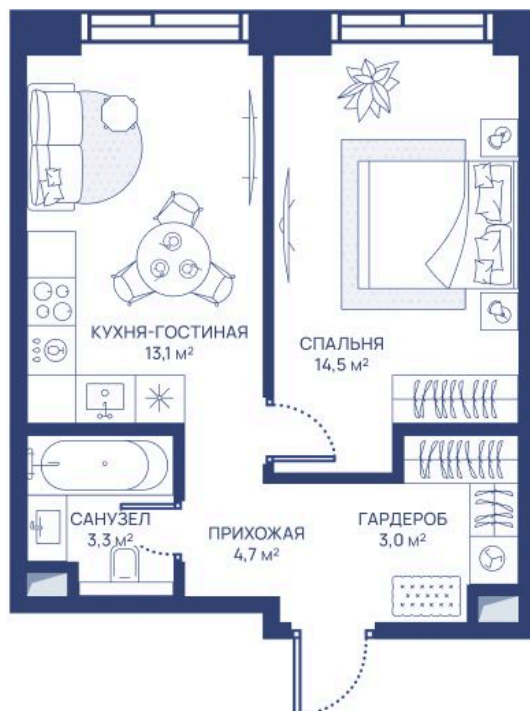 КУХНЯ-ГОСТИНАЯ
13,1 м²
СПАЛЬНЯ
14,5 м²
САНУЗЕЛ
3,3 м²
ПРИХОЖАЯ
4,7 м²
ГАРДЕРОБ
3,0 м²